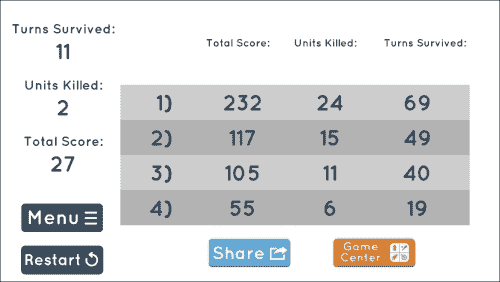 Turns Survived:
11
Units Killed:
2
Total Score:
27
Menu
Restart
Total Score: Units Killed: Turns Survived:
1) 232 24 69
2) 117 15 49
3) 105 11 40
4) 55 6 19
Share
Game
Center